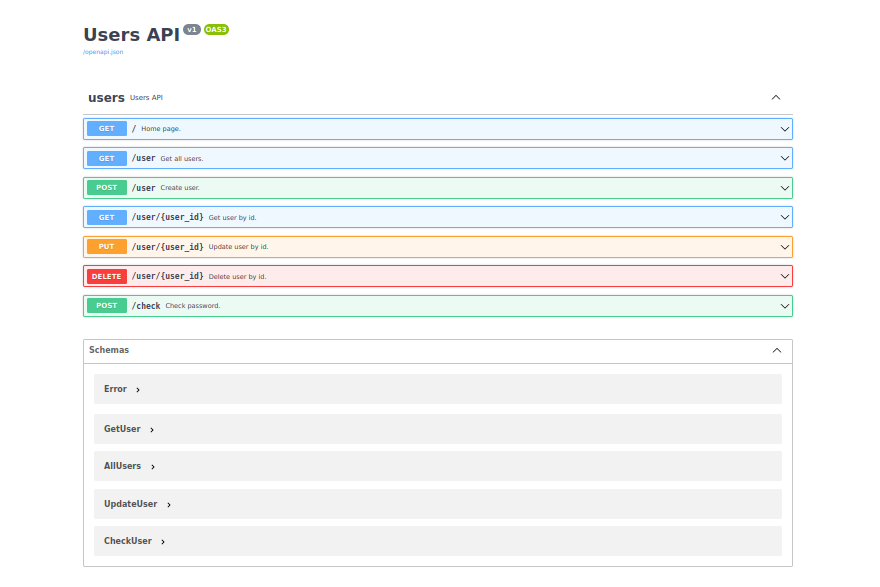 Users API v1 OAS3
/openapi.json
users Users API
GET / Home page.
GET /user Get all users.
POST /user Create user.
GET /user/{user_id} Get user by id.
PUT /user/{user_id} Update user by id.
DELETE /user/{user_id} Delete user by id.
POST /check Check password.
Schemas
Error
GetUser
AllUsers
UpdateUser
CheckUser